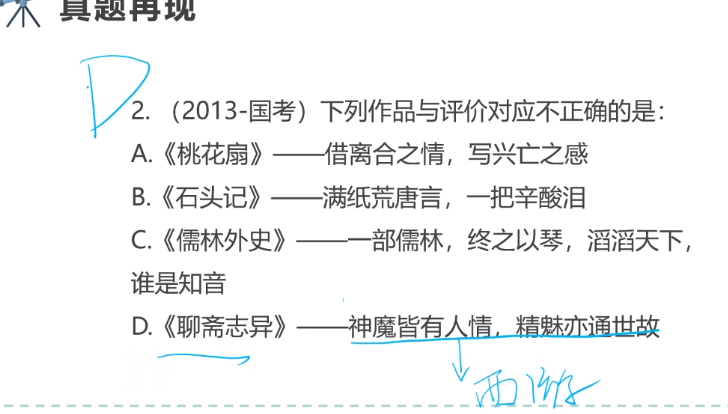 真题再现
D
2. （2013-国考）下列作品与评价对应不正确的是：
A.《桃花扇》——借离合之情，写兴亡之感
B.《石头记》——满纸荒唐言，一把辛酸泪
C.《儒林外史》——一部儒林，终之以琴，滔滔天下，
谁是知音
D.《聊斋志异》——神魔皆有人情，精魅亦通世故
西游